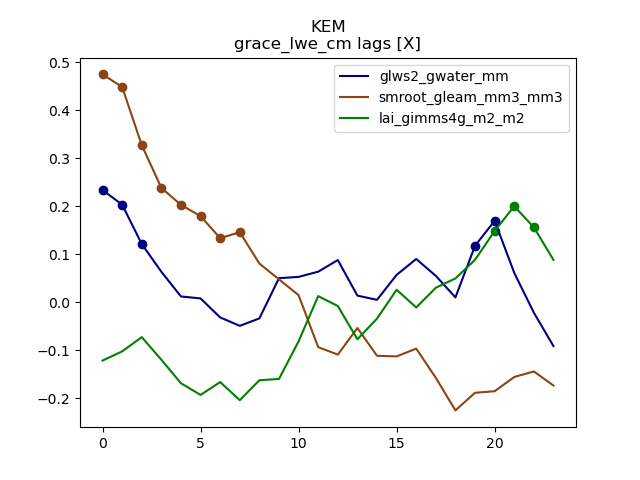 KEM
grace_lwe_cm lags [X]
glws2_gwater_mm
smroot_gleam_mm3_mm3
lai_gimms4g_m2_m2
0.5
0.4
0.3
0.2
0.1
0.0
−0.1
−0.2
0 5 10 15 20